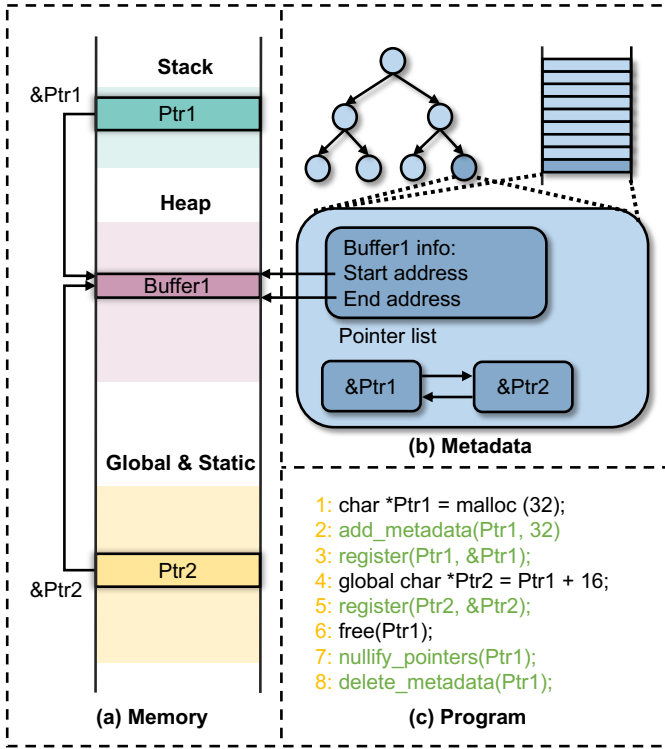 Stack
&Ptr1
Ptr1
Heap
Buffer1
Global & Static
Ptr2
&Ptr2
(a) Memory
Buffer1 info:
Start address
End address
Pointer list
&Ptr1
&Ptr2
(b) Metadata
1: char *Ptr1 = malloc (32);
2: add_metadata(Ptr1, 32)
3: register(Ptr1, &Ptr1);
4: global char *Ptr2 = Ptr1 + 16;
5: register(Ptr2, &Ptr2);
6: free(Ptr1);
7: nullify_pointers(Ptr1);
8: delete_metadata(Ptr1);
(c) Program